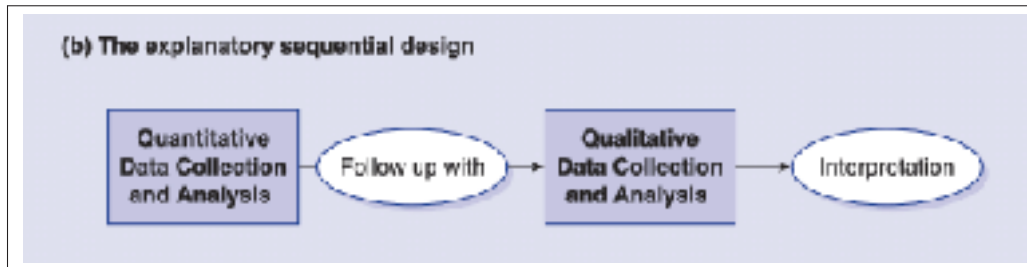 (b) The explanatory sequential design
Quantitative
Data Collection
and Analysis
Follow up with
Qualitative
Data Collection
and Analysis
Interpretation